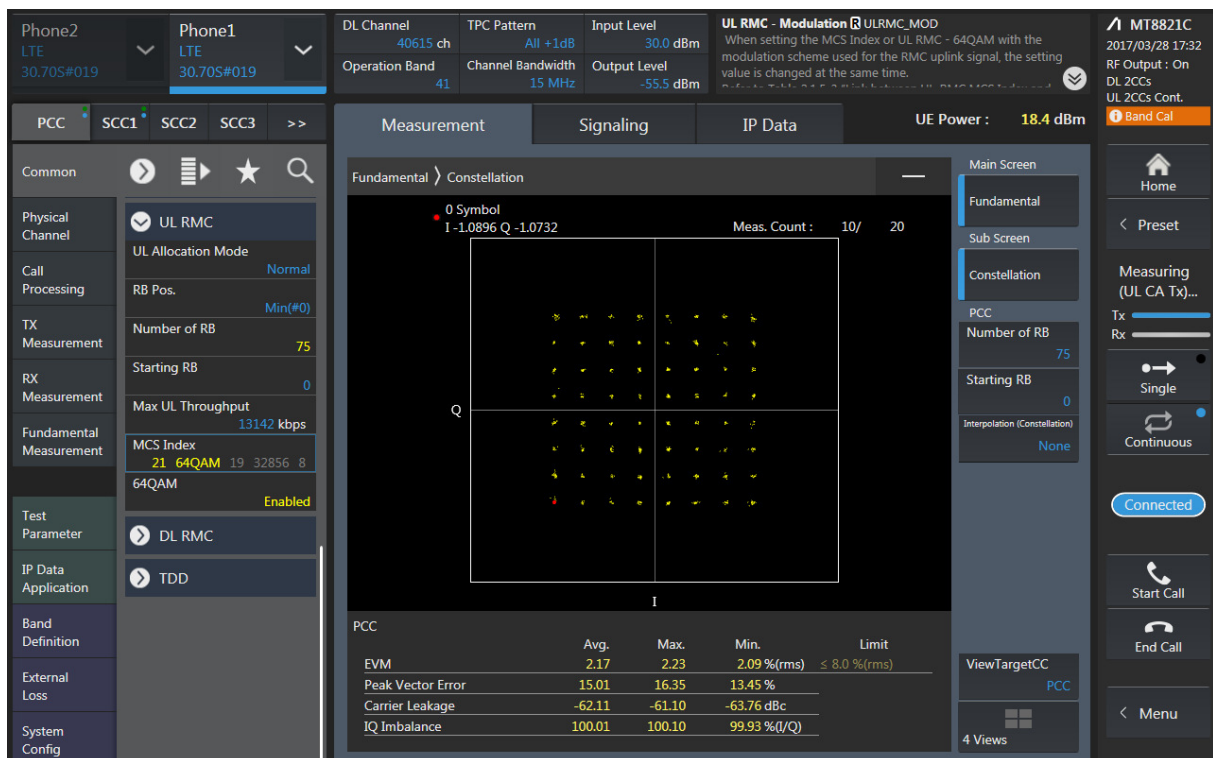 Phone2
LTE
30.70S#019
Phone1
LTE
30.70S#019
DL Channel
40615 ch
Operation Band
41
TPC Pattern
All +1dB
Channel Bandwidth
15 MHz
Input Level
30.0 dBm
Output Level
-55.5 dBm
UL RMC - Modulation R ULRMC_MOD
When setting the MCS Index or UL RMC -
64QAM with the
modulation scheme used for the RMC uplink signal, the setting
value is changed at the same time.
MT8821C
2017/03/28 17:32
RF Output : On
DL 2CCs
UL 2CCs Cont.
Band Cal
PCC SCC1 SCC2 SCC3 >>
Measurement Signaling IP Data
UE Power : 18.4 dBm
Common
Physical
Channel
Call
Processing
TX
Measurement
RX
Measurement
Fundamental
Measurement
Test
Parameter
IP Data
Application
Band
Definition
External
Loss
System
Config
UL RMC
UL Allocation Mode
Normal
RB Pos.
Min(#0)
Number of RB
75
Starting RB
0
Max UL Throughput
13142 kbps
MCS Index
21 64QAM 19 32856 8
64QAM
Enabled
DL RMC
TDD
Fundamental 〉 Constellation
0 Symbol
I -1.0896 Q -1.0732
Meas. Count : 10/ 20
Q
I
PCC
Avg. Max. Min. Limit
EVM 2.17 2.23 2.09 %(rms) ≤ 8.0 %(rms)
Peak Vector Error 15.01 16.35 13.45 %
Carrier Leakage -62.11 -61.10 -63.76 dBc
IQ Imbalance 100.01 100.10 99.93 %(I/Q)
Main Screen
Fundamental
Sub Screen
Constellation
PCC
Number of RB
75
Starting RB
0
Interpolation (Constellation)
None
ViewTargetCC
PCC
4 Views
Home
< Preset
Measuring
(UL CA Tx)...
Tx
Rx
Single
Continuous
Connected
Start Call
End Call
< Menu